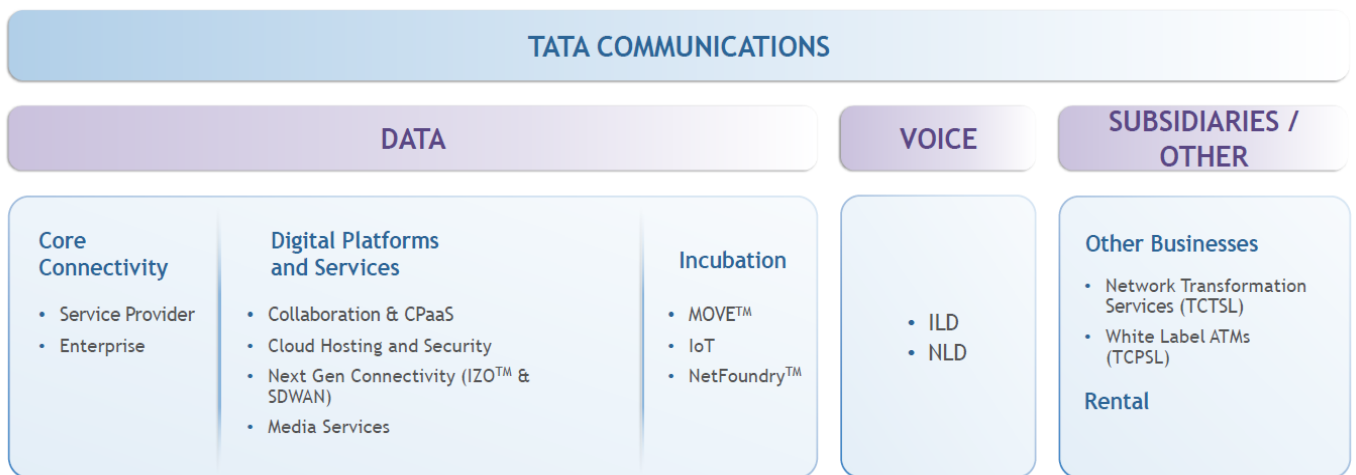 TATA COMMUNICATIONS
DATA
VOICE
SUBSIDIARIES /
OTHER
Core
Connectivity
• Service Provider
• Enterprise
Digital Platforms
and Services
• Collaboration & CPaaS
• Cloud Hosting and Security
• Next Gen Connectivity (IZO™ &
SDWAN)
• Media Services
Incubation
• MOVE™
• IoT
• NetFoundry™
• ILD
• NLD
Other Businesses
• Network Transformation
Services (TCTSL)
• White Label ATMs
(TCPSL)
Rental